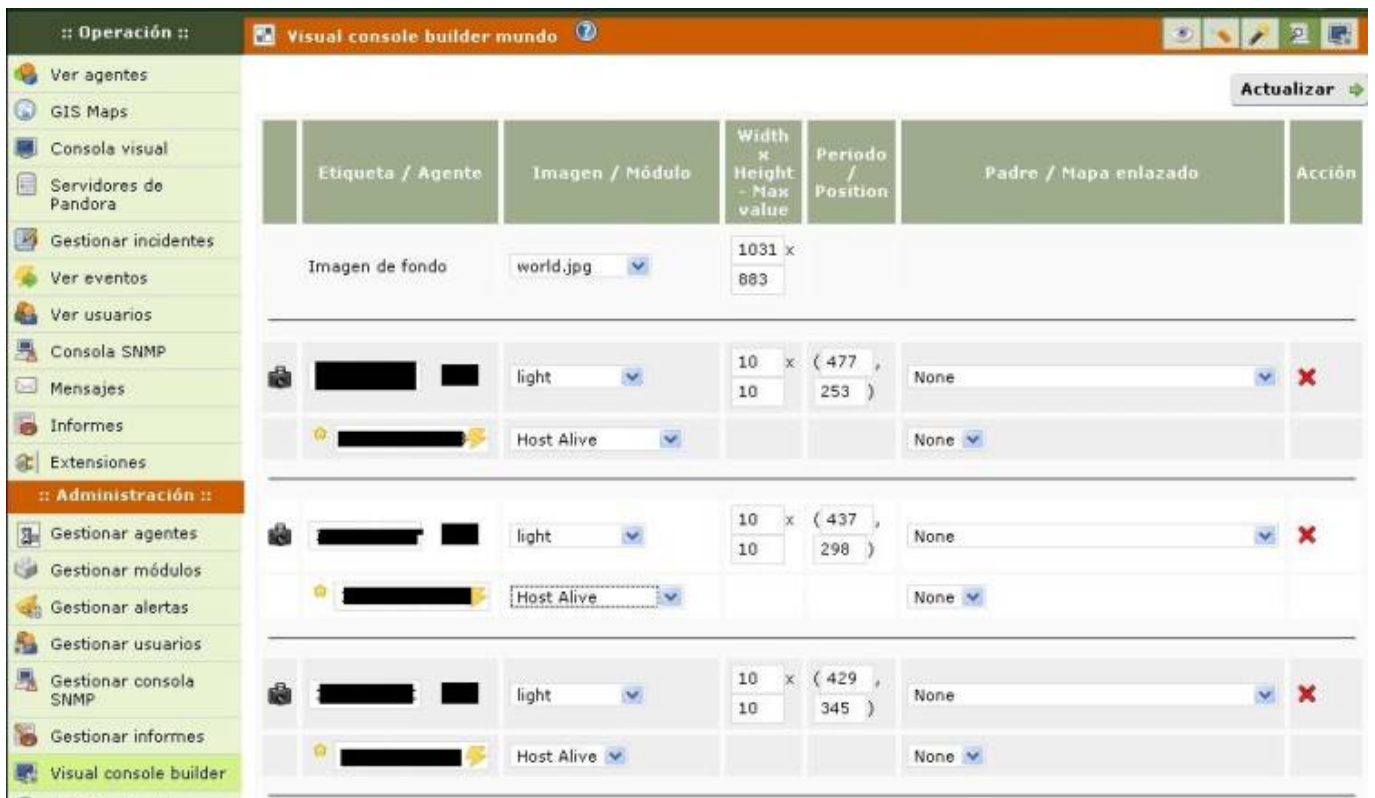 :: Operación ::
Ver agentes
GIS Maps
Consola visual
Servidores de
Pandora
Gestionar incidentes
Ver eventos
Ver usuarios
Consola SNMP
Mensajes
Informes
Extensiones
:: Administración ::
Gestionar agentes
Gestionar módulos
Gestionar alertas
Gestionar usuarios
Gestionar consola
SNMP
Gestionar informes
Visual console builder
Visual console builder mundo
Actualizar
Etiqueta / Agente
Imagen / Módulo
Width
x
Height
- Max
value
Periodo
/
Position
Padre / Mapa enlazado
Acción
Imagen de fondo
world.jpg
1031 x
883
light
10 x
10
( 477 ,
253 )
None
Host Alive
None
light
10 x
10
( 437 ,
298 )
None
Host Alive
None
light
10 x
10
( 429 ,
345 )
None
Host Alive
None